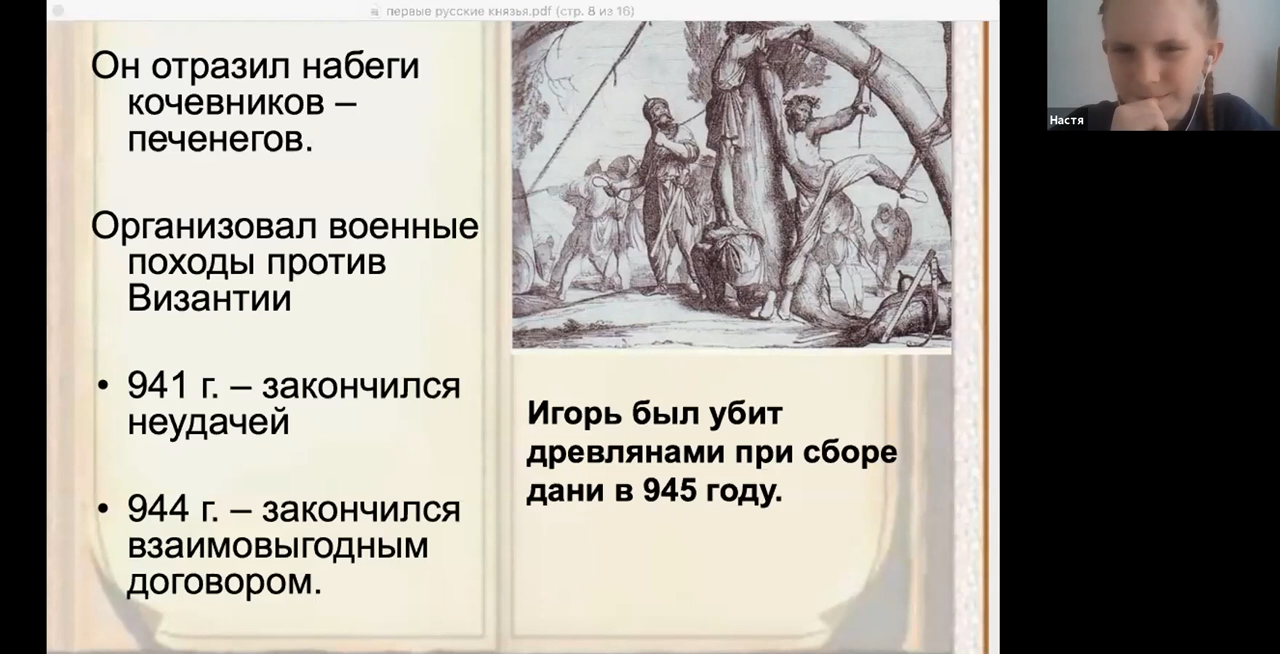 первые русские князья.pdf (стр. 8 из 16)
Он отразил набеги
кочевников –
печенегов.
Организовал военные
походы против
Византии
• 941 г. – закончился
неудачей
• 944 г. – закончился
взаимовыгодным
договором.
Игорь был убит
древлянами при сборе
дани в 945 году.
Настя